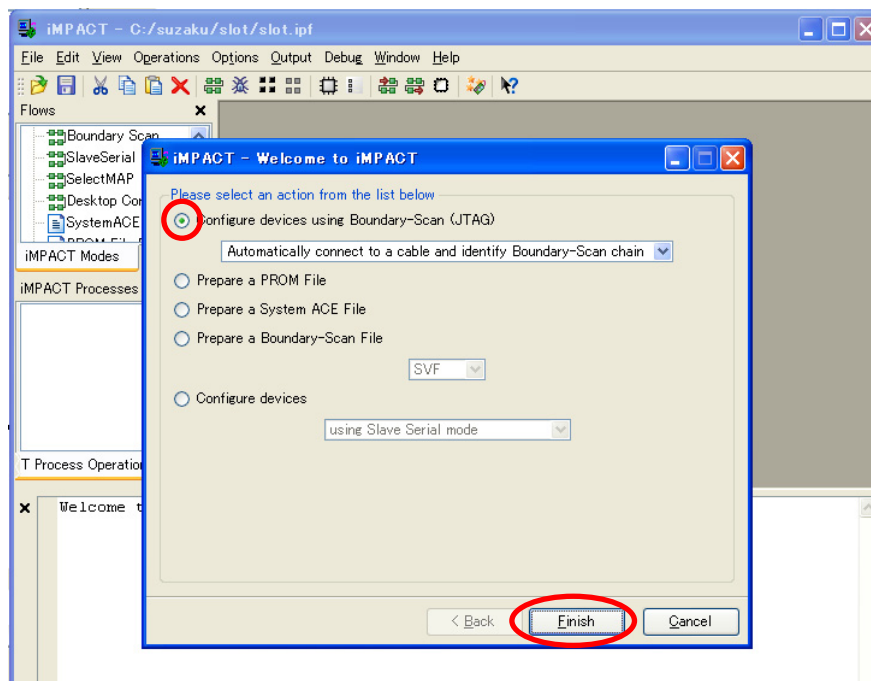 iMPACT - C:/suzaku/slot/slot.ipf
File Edit View Operations Options Output Debug Window Help
Flows
Boundary Scan
SlaveSerial
SelectMAP
Desktop Con
SystemACE
iMPACT Modes
iMPACT Processes
T Process Operation
Welcome t
iMPACT - Welcome to iMPACT
Please select an action from the list below
Configure devices using Boundary-Scan (JTAG)
Automatically connect to a cable and identify Boundary-Scan chain
Prepare a PROM File
Prepare a System ACE File
Prepare a Boundary-Scan File
SVF
Configure devices
using Slave Serial mode
< Back Finish Cancel